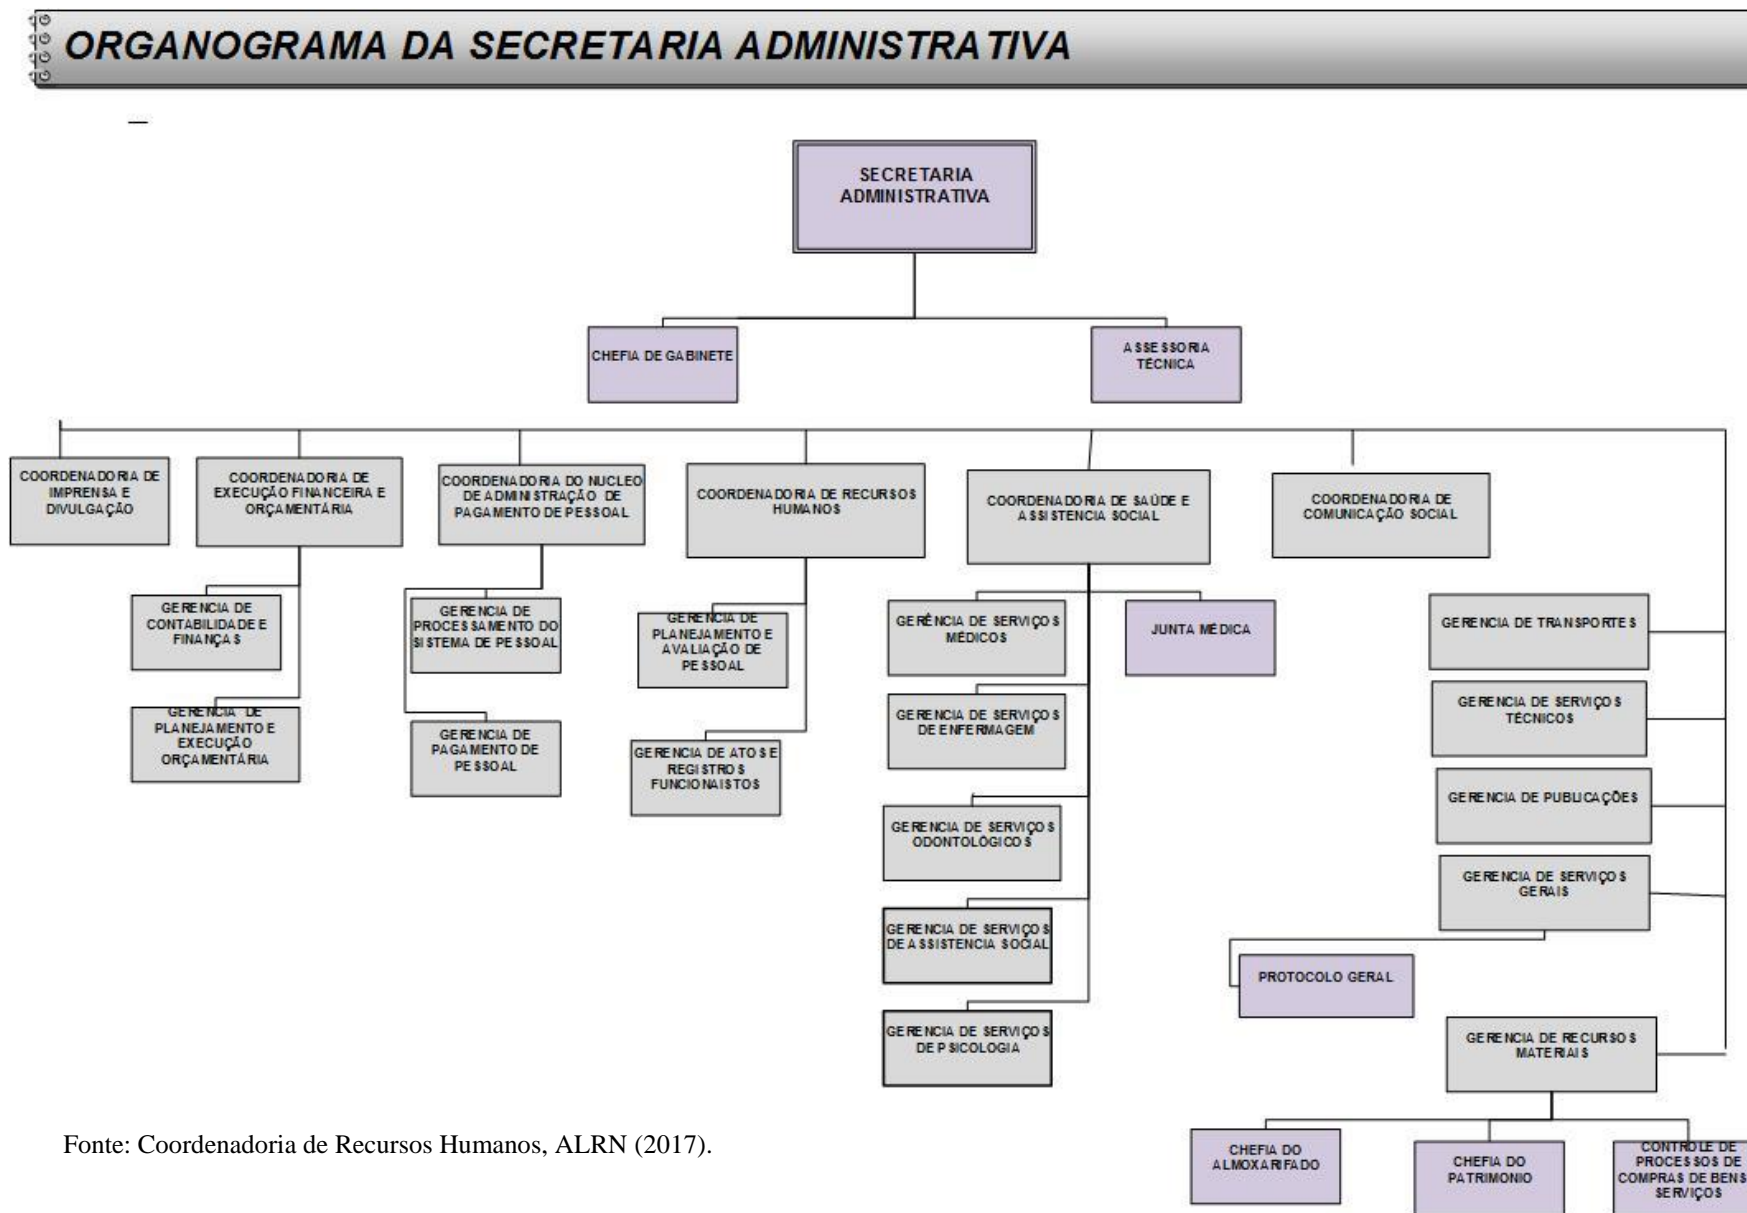 ORGANOGRAMA DA SECRETARIA ADMINISTRATIVA
SECRETARIA
ADMINISTRATIVA
CHEFIA DE GABINETE
ASSESSORIA
TÉCNICA
COORDENADORIA DE
IMPRENSA E
DIVULGAÇÃO
COORDENADORIA DE
EXECUÇÃO FINANCEIRA E
ORÇAMENTÁRIA
COORDENADORIA DO NUCLEO
DE ADMINISTRAÇÃO DE
PAGAMENTO DE PESSOAL
COORDENADORIA DE RECURSOS
HUMANOS
COORDENADORIA DE SAÚDE E
ASSISTENCIA SOCIAL
COORDENADORIA DE
COMUNICAÇÃO SOCIAL
GERENCIA DE
CONTABILIDADE E
FINANÇAS
GERENCIA DE
PLANEJAMENTO E
EXECUÇÃO
ORÇAMENTÁRIA
GERENCIA DE
PROCESSAMENTO DO
SISTEMA DE PESSOAL
GERENCIA DE
PAGAMENTO DE
PESSOAL
GERENCIA DE
PLANEJAMENTO E
AVALIAÇÃO DE
PESSOAL
GERENCIA DE ATOS E
REGISTROS
FUNCIONAISTOS
GERÊNCIA DE SERVIÇOS
MÉDICOS
JUNTA MÉDICA
GERENCIA DE SERVIÇOS
DE ENFERMAGEM
GERENCIA DE SERVIÇOS
ODONTOLÓGICOS
GERENCIA DE SERVIÇOS
DE ASSISTENCIA SOCIAL
GERENCIA DE SERVIÇOS
DE PSICOLOGIA
GERENCIA DE TRANSPORTES
GERENCIA DE SERVIÇOS
TÉCNICOS
GERENCIA DE PUBLICAÇÕES
GERENCIA DE SERVIÇOS
GERAIS
PROTOCOLO GERAL
GERENCIA DE RECURSOS
MATERIAIS
CHEFIA DO
ALMOXARIFADO
CHEFIA DO
PATRIMONIO
CONTROLE DE
PROCESSOS DE
COMPRAS DE BENS
SERVIÇOS
Fonte: Coordenadoria de Recursos Humanos, ALRN (2017).